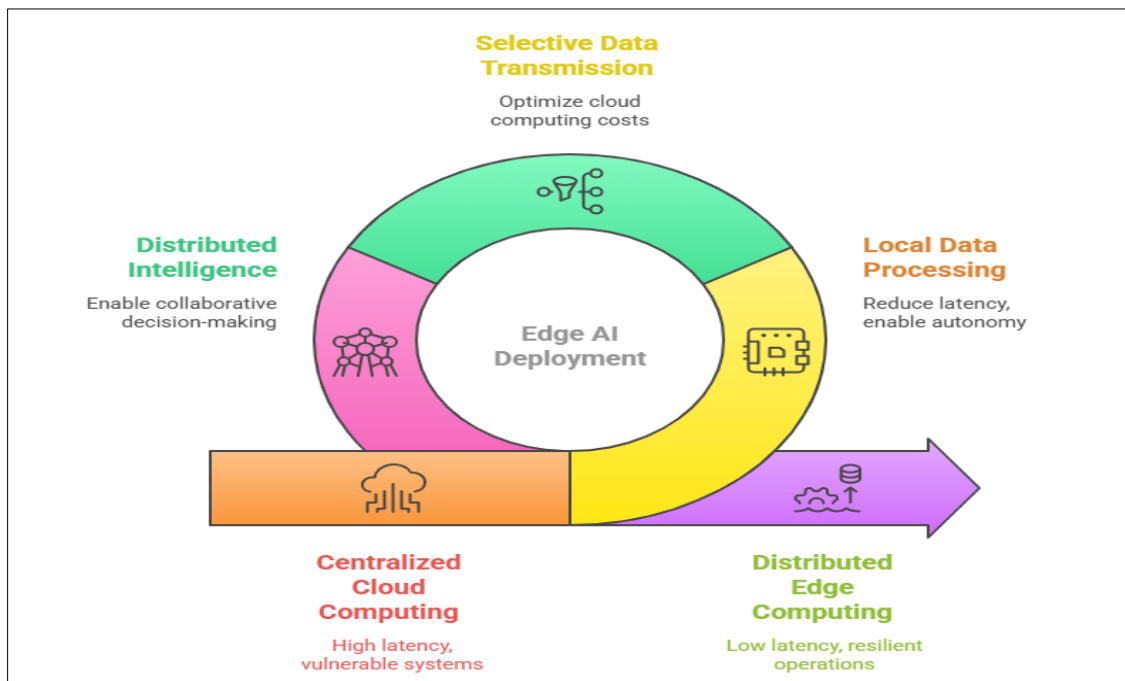 Selective Data
Transmission
Optimize cloud
computing costs
Distributed
Intelligence
Enable collaborative
decision-making
Local Data
Processing
Reduce latency,
enable autonomy
Edge AI
Deployment
Centralized
Cloud
Computing
High latency,
vulnerable systems
Distributed
Edge
Computing
Low latency, resilient
operations